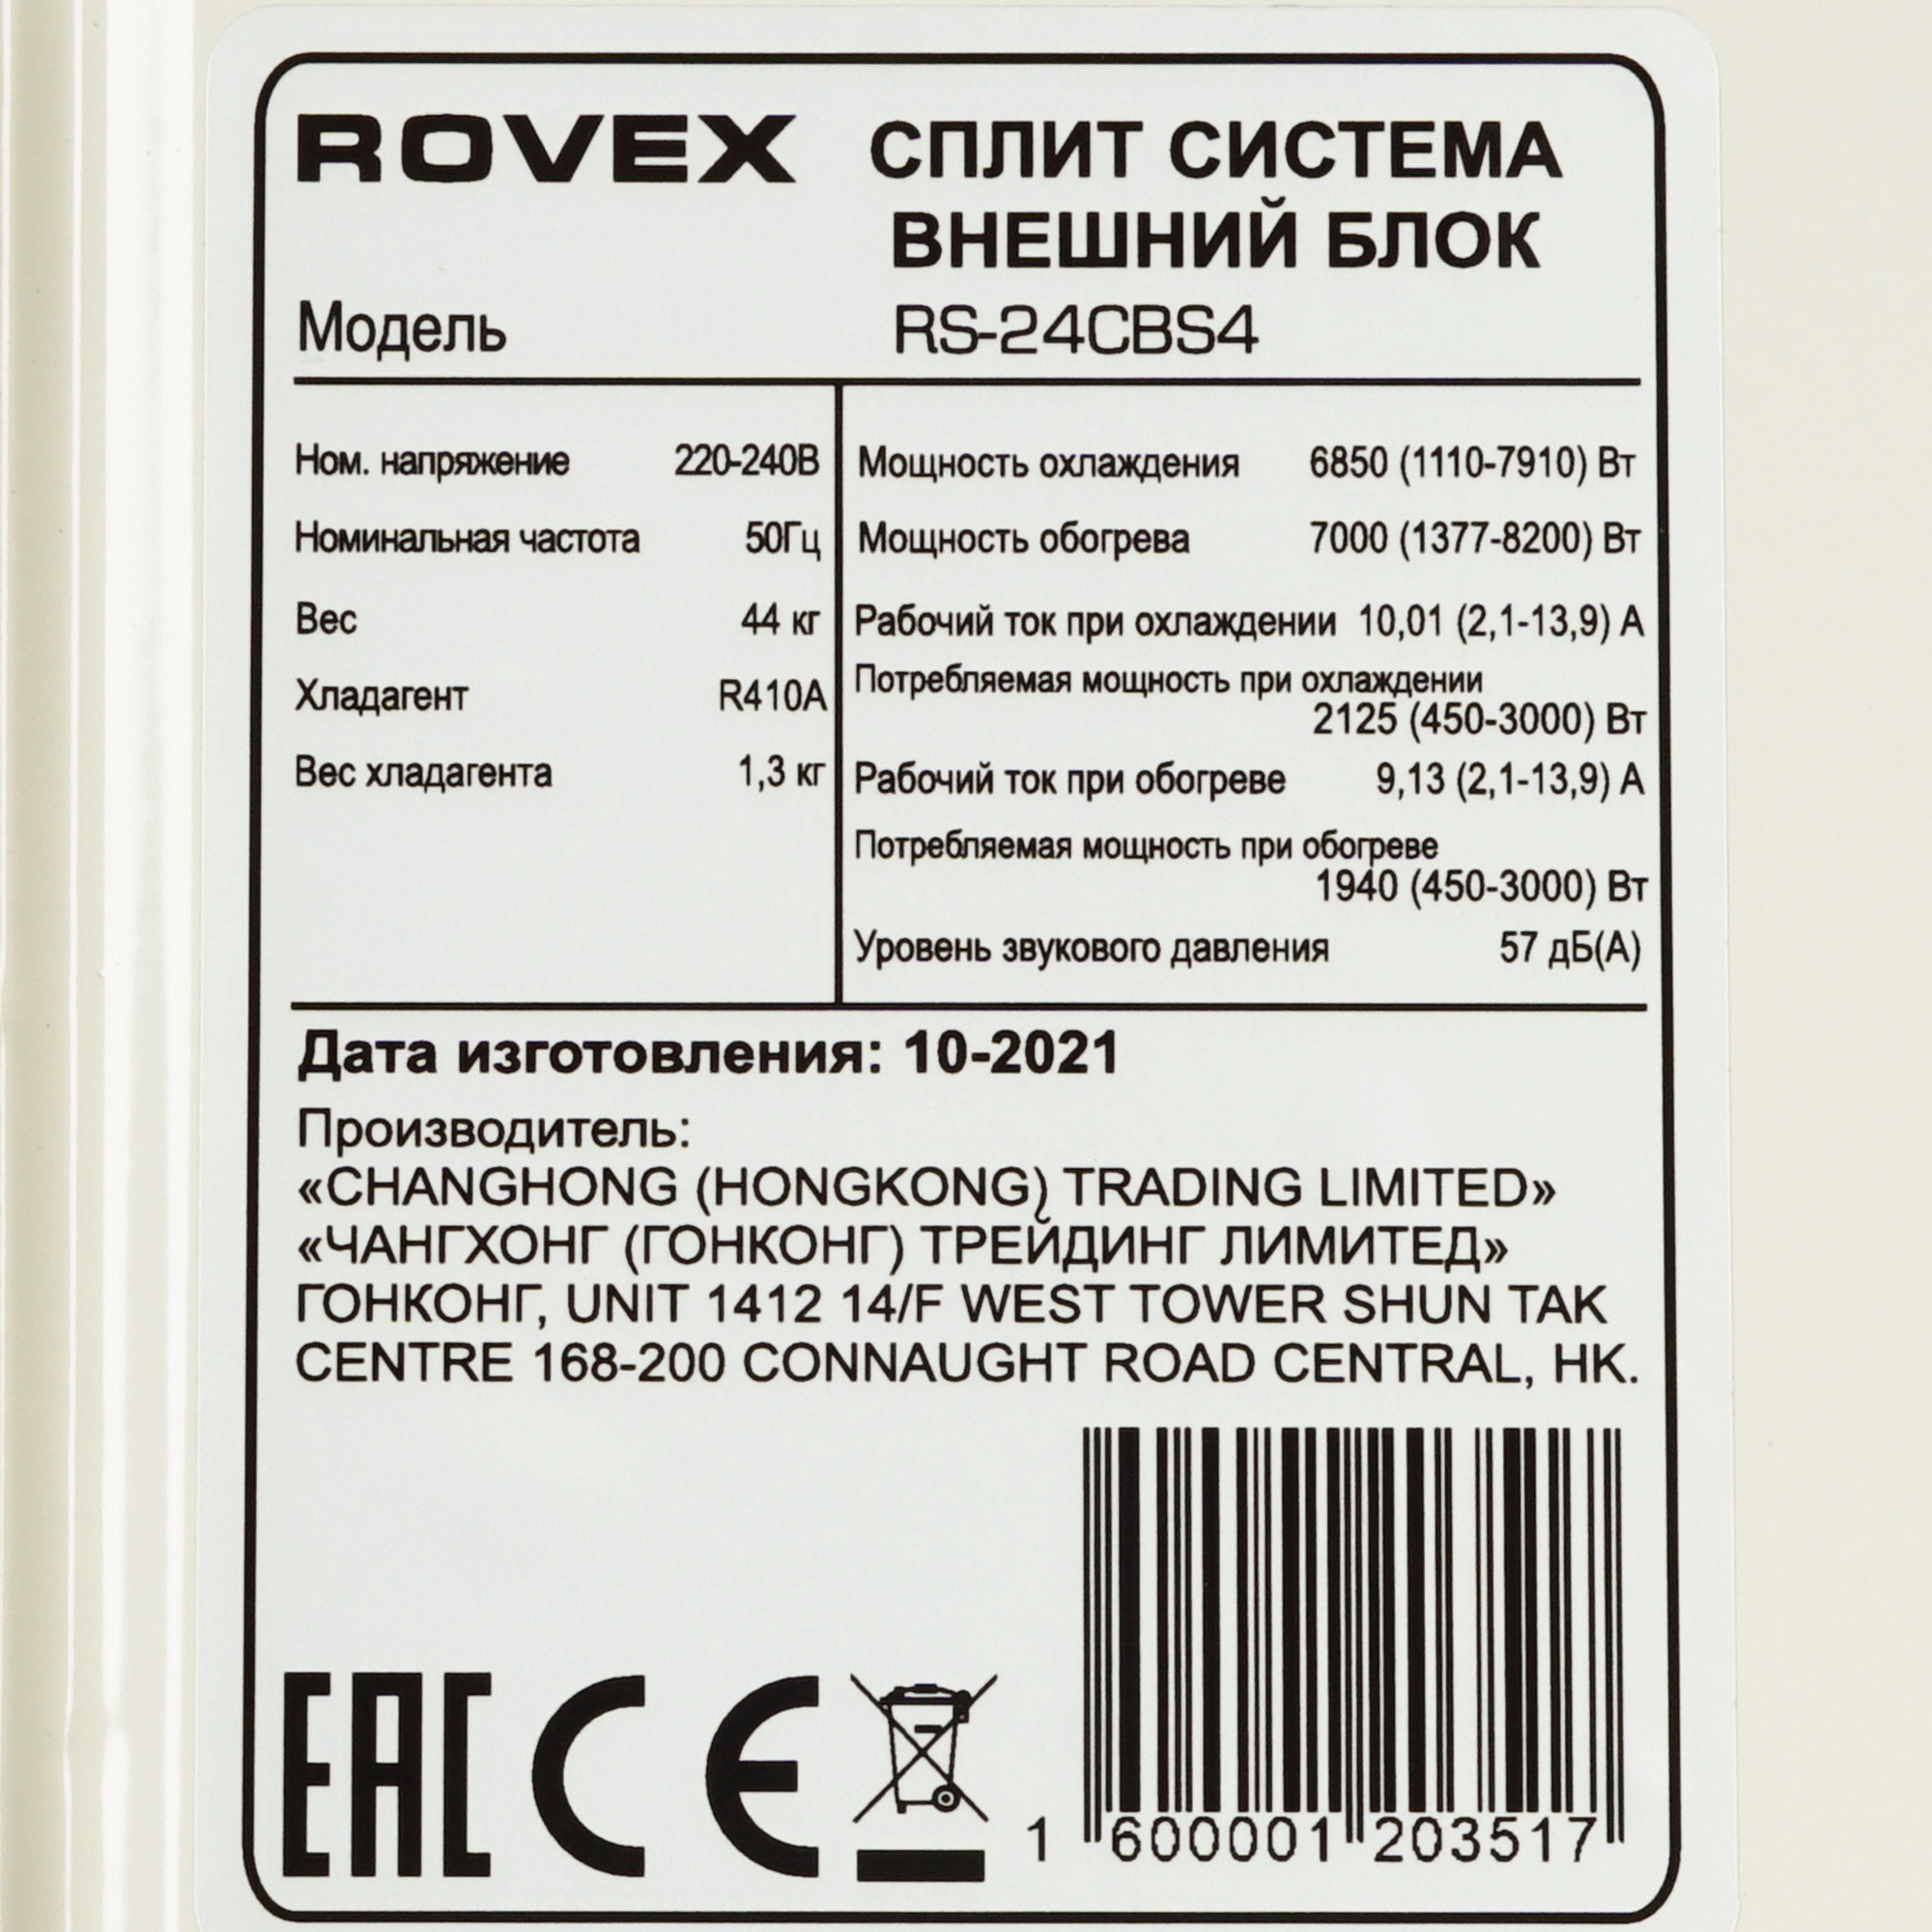 ROVEX СПЛИТ СИСТЕМА
ВНЕШНИЙ БЛОК
Модель RS-24CBS4
Ном. напряжение 220-240В
Номинальная частота 50Гц
Вес 44 кг
Хладагент R410A
Вес хладагента 1,3 кг
Мощность охлаждения 6850 (1110-7910) Вт
Мощность обогрева 7000 (1377-8200) Вт
Рабочий ток при охлаждении 10,01 (2,1-13,9) А
Потребляемая мощность при охлаждении
2125 (450-3000) Вт
Рабочий ток при обогреве 9,13 (2,1-13,9) А
Потребляемая мощность при обогреве
1940 (450-3000) Вт
Уровень звукового давления 57 дБ(А)
Дата изготовления: 10-2021
Производитель:
«CHANGHONG (HONGKONG) TRADING LIMITED»
«ЧАНГХОНГ (ГОНКОНГ) ТРЕЙДИНГ ЛИМИТЕД»
ГОНКОНГ, UNIT 1412 14/F WEST TOWER SHUN TAK
CENTRE 168-200 CONNAUGHT ROAD CENTRAL, HK.
EAC CE
1 600001 203517